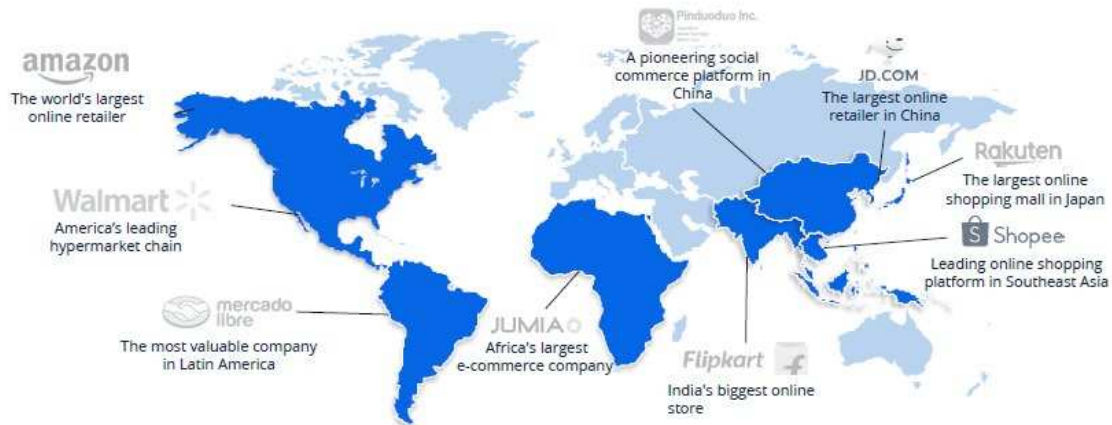 amazon
The world's largest
online retailer
Walmart
America's leading
hypermarket chain
mercado
libre
The most valuable company
in Latin America
JUMIA
Africa's largest
e-commerce company
Flipkart
India's biggest online
store
Pinduoduo Inc.
A pioneering social
commerce platform in
China
JD.COM
The largest online
retailer in China
Rakuten
The largest online
shopping mall in Japan
Shopee
Leading online shopping
platform in Southeast Asia